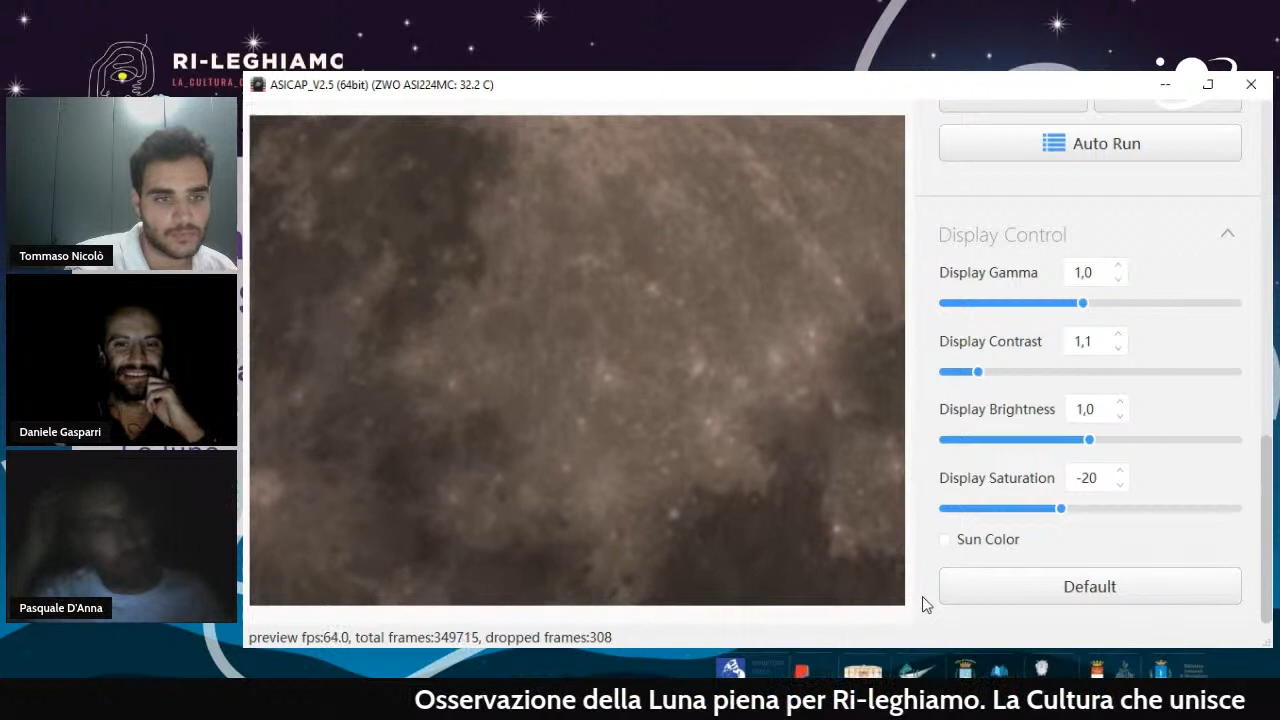 RI-LEGHIAMO
LA_CULTURA_C
ASICAP_V2.5 (64bit) (ZWO ASI224MC: 32.2 C)
Auto Run
Tommaso Nicolò
Display Control
Display Gamma 1,0
Display Contrast 1,1
Display Brightness 1,0
Daniele Gasparri
Display Saturation -20
Sun Color
Default
Pasquale D'Anna
preview fps:64.0, total frames:349715, dropped frames:308
Osservazione della Luna piena per Ri-leghiamo. La Cultura che unisce